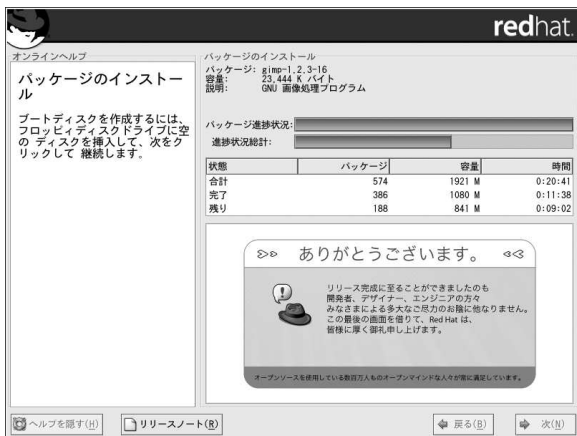 redhat.
オンラインヘルプ
パッケージのインストー
ル
ブートディスクを作成するには、
フロッピィディスクドライブに空
の ディスクを挿入して、次をク
リックして 継続します。
パッケージのインストール
パッケージ: gimp-1.2.3-16
容量: 23,444 K バイト
説明: GNU 画像処理プログラム
パッケージ進捗状況:
進捗状況総計:
状態 パッケージ 容量 時間
合計 574 1921 M 0:20:41
完了 386 1080 M 0:11:38
残り 188 841 M 0:09:02
ありがとうございます。
リリース完成に至ることができましたのも
開発者、デザイナー、エンジニアの方々
みなさまによる多大なご尽力のお陰に他なりません。
この最後の画面を借りて、Red Hat は、
皆様に厚く御礼申し上げます。
オープンソースを使用している数百万人ものオープンマインドな人々が常に満足しています。
ヘルプを隠す(H)
リリースノート(R)
戻る(B)
次(N)